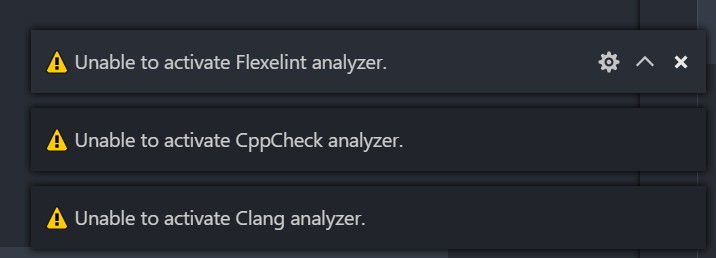 Unable to activate Flexelint analyzer.
Unable to activate CppCheck analyzer.
Unable to activate Clang analyzer.